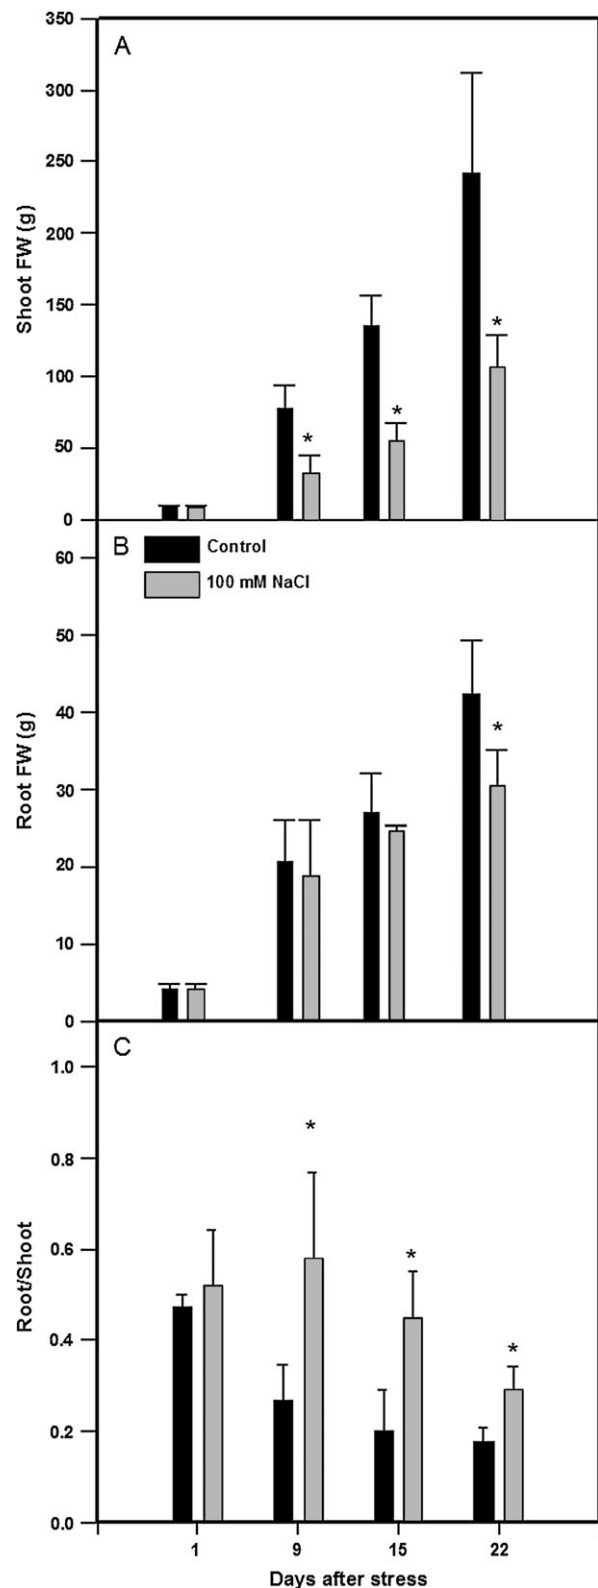 A
350
300
250
200
150
100
50
0
Shoot FW (g)
*
*
*
B
Control
100 mM NaCl
60
50
40
30
20
10
0
Root FW (g)
*
C
1.0
0.8
0.6
0.4
0.2
0.0
Root/Shoot
*
*
*
1 9 15 22
Days after stress